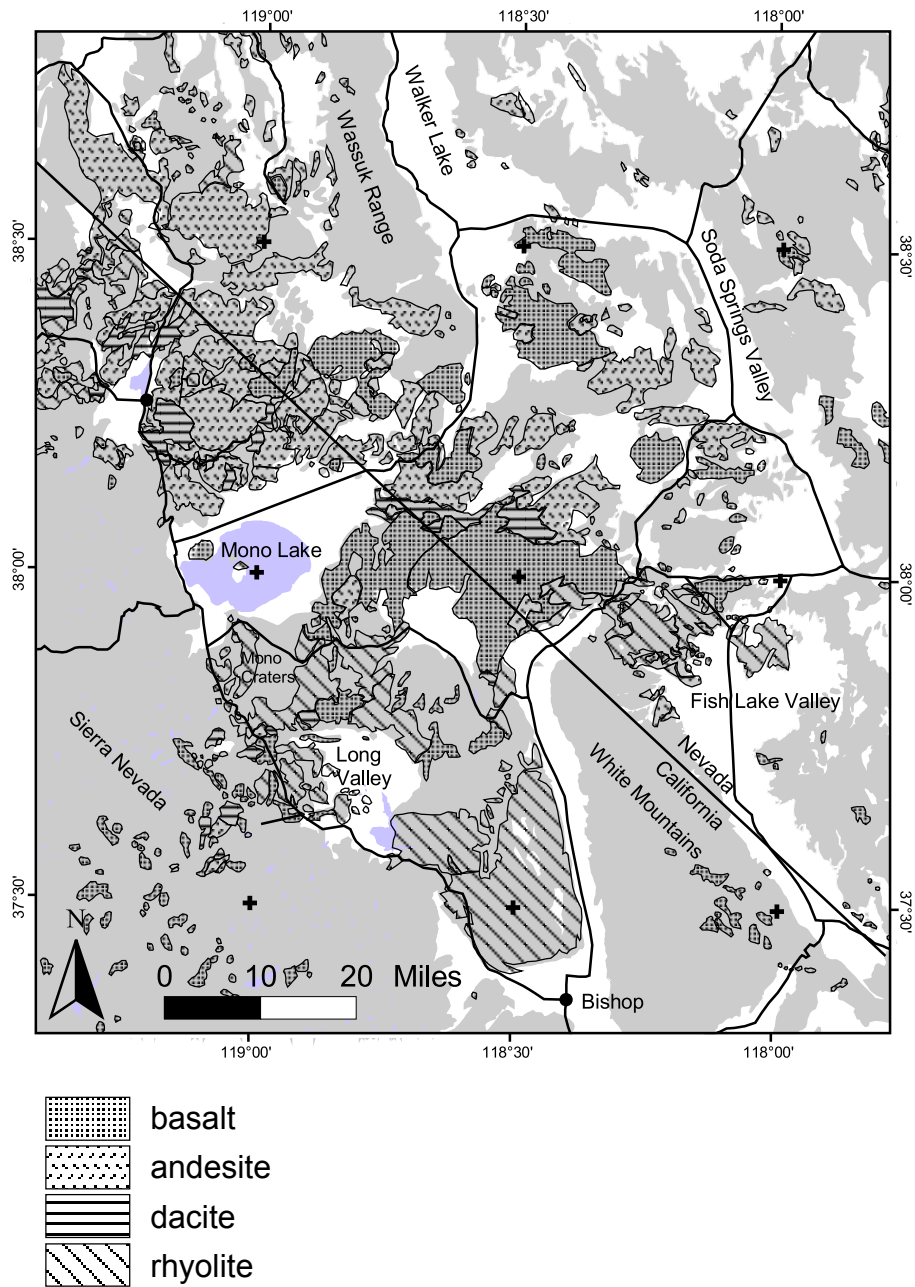 119°00'
118°30'
118°00'
Walker Lake
Wassuk Range
38°30'
38°30'
Soda Springs Valley
Mono Lake
38°00'
38°00'
Mono
Craters
Fish Lake Valley
Sierra Nevada
Long
Valley
Nevada
California
White Mountains
37°30'
37°30'
N
0 10 20 Miles
Bishop
119°00'
118°30'
118°00'
basalt
andesite
dacite
rhyolite